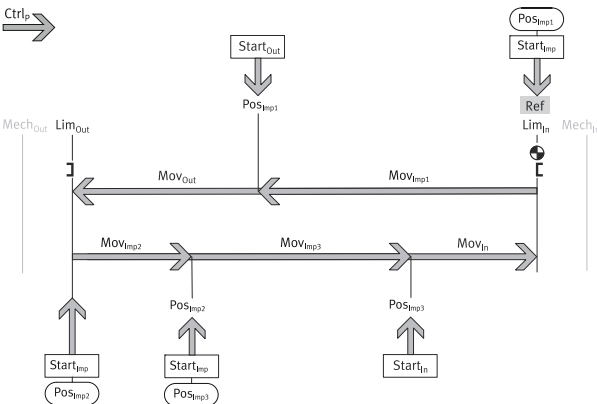 Ctrlp
PosImp1
StartOut
StartImp
PosImp1
Ref
MechOut LimOut LimIn MechIn
MovOut MovImp1
MovImp2 MovImp3 MovIn
PosImp2 PosImp3
StartImp StartImp StartIn
PosImp2 PosImp3